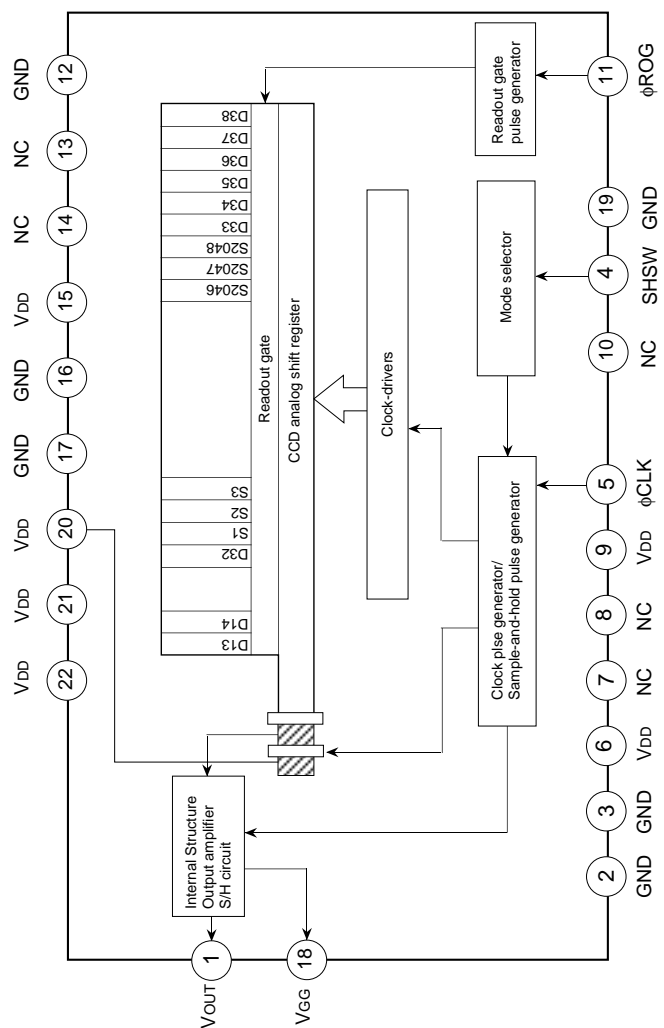 VDD
VDD
VDD
GND
GND
VDD
NC
NC
GND
22
21
20
17
16
15
14
13
12
D13
D14
D32
S1
S2
S3
S2046
S2047
S2048
D33
D34
D35
D36
D37
D38
Readout gate
CCD analog shift register
Internal Structure
Output amplifier
S/H circuit
VOUT
1
VGG
18
Clock-drivers
Clock plse generator/
Sample-and-hold pulse generator
Mode selector
Readout gate
pulse generator
2
3
6
7
8
9
5
10
4
19
11
GND
GND
VDD
NC
NC
VDD
ϕCLK
NC
SHSW
GND
ϕROG